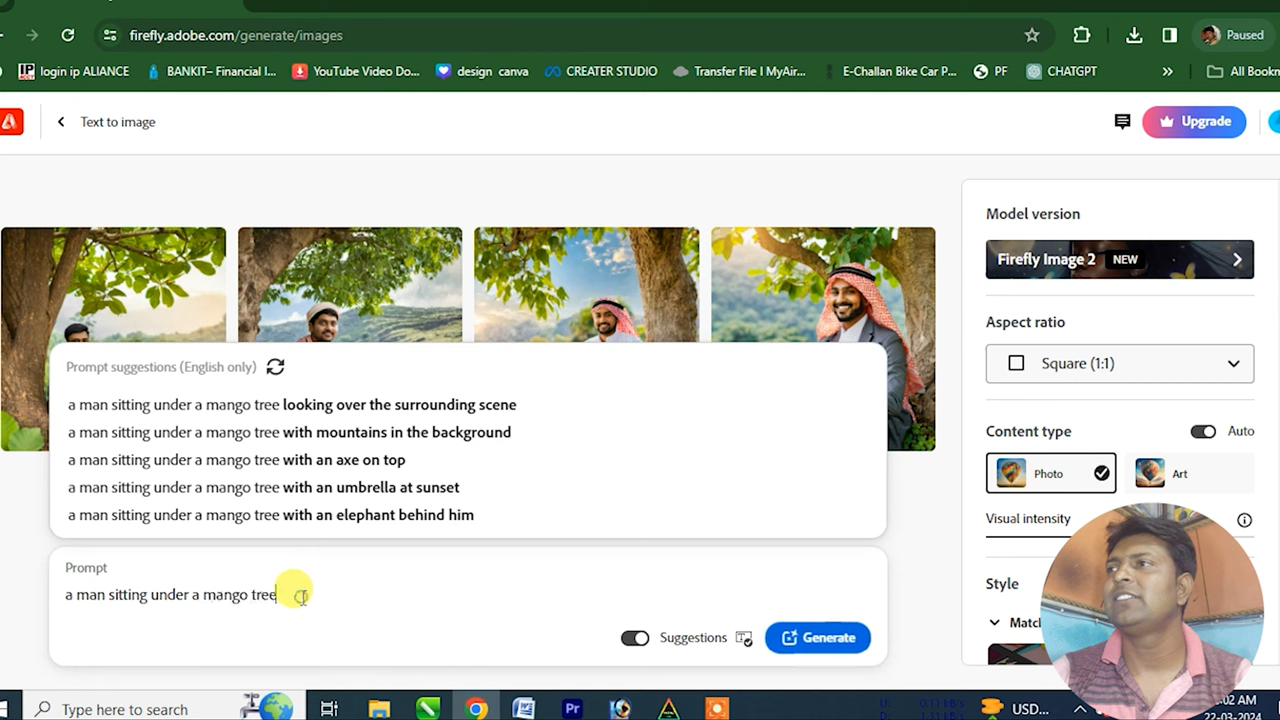 firefly.adobe.com/generate/images
Paused
login ip ALIANCE
BANKIT– Financial I...
YouTube Video Do...
design canva
CREATER STUDIO
Transfer File I MyAir...
E-Challan Bike Car P...
PF
CHATGPT
»
All Bookm
Text to image
Upgrade
Model version
Firefly Image 2 NEW
Aspect ratio
Square (1:1)
Content type
Auto
Photo
Art
Visual intensity
Style
Matc
Prompt suggestions (English only)
a man sitting under a mango tree looking over the surrounding scene
a man sitting under a mango tree with mountains in the background
a man sitting under a mango tree with an axe on top
a man sitting under a mango tree with an umbrella at sunset
a man sitting under a mango tree with an elephant behind him
Prompt
a man sitting under a mango tree
Suggestions
Generate
Type here to search
USD...
:02 AM
22-03-2024